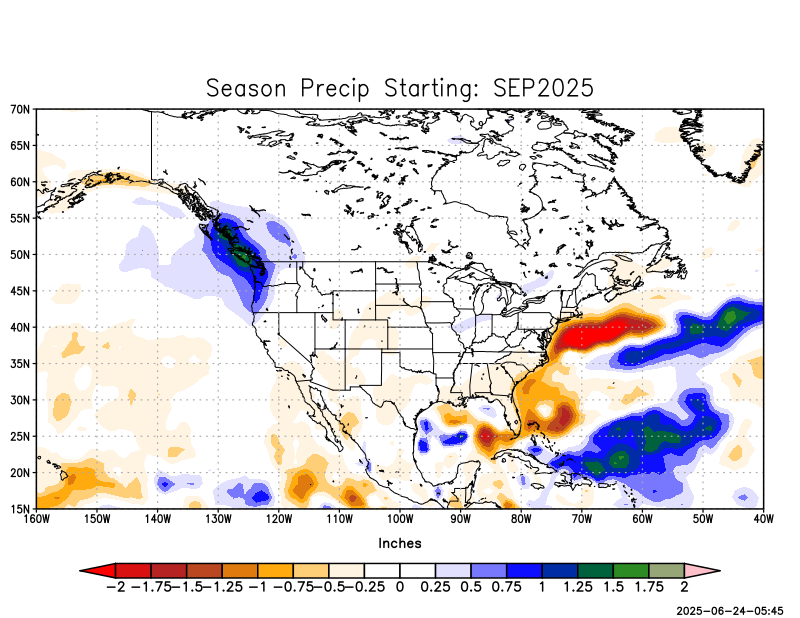 Season Precip Starting: SEP2025
70N
65N
60N
55N
50N
45N
40N
35N
30N
25N
20N
15N
160W 150W 140W 130W 120W 110W 100W 90W 80W 70W 60W 50W 40W
Inches
−2 −1.75 −1.5 −1.25 −1 −0.75 −0.5 −0.25 0 0.25 0.5 0.75 1 1.25 1.5 1.75 2
2025−06−24−05:45